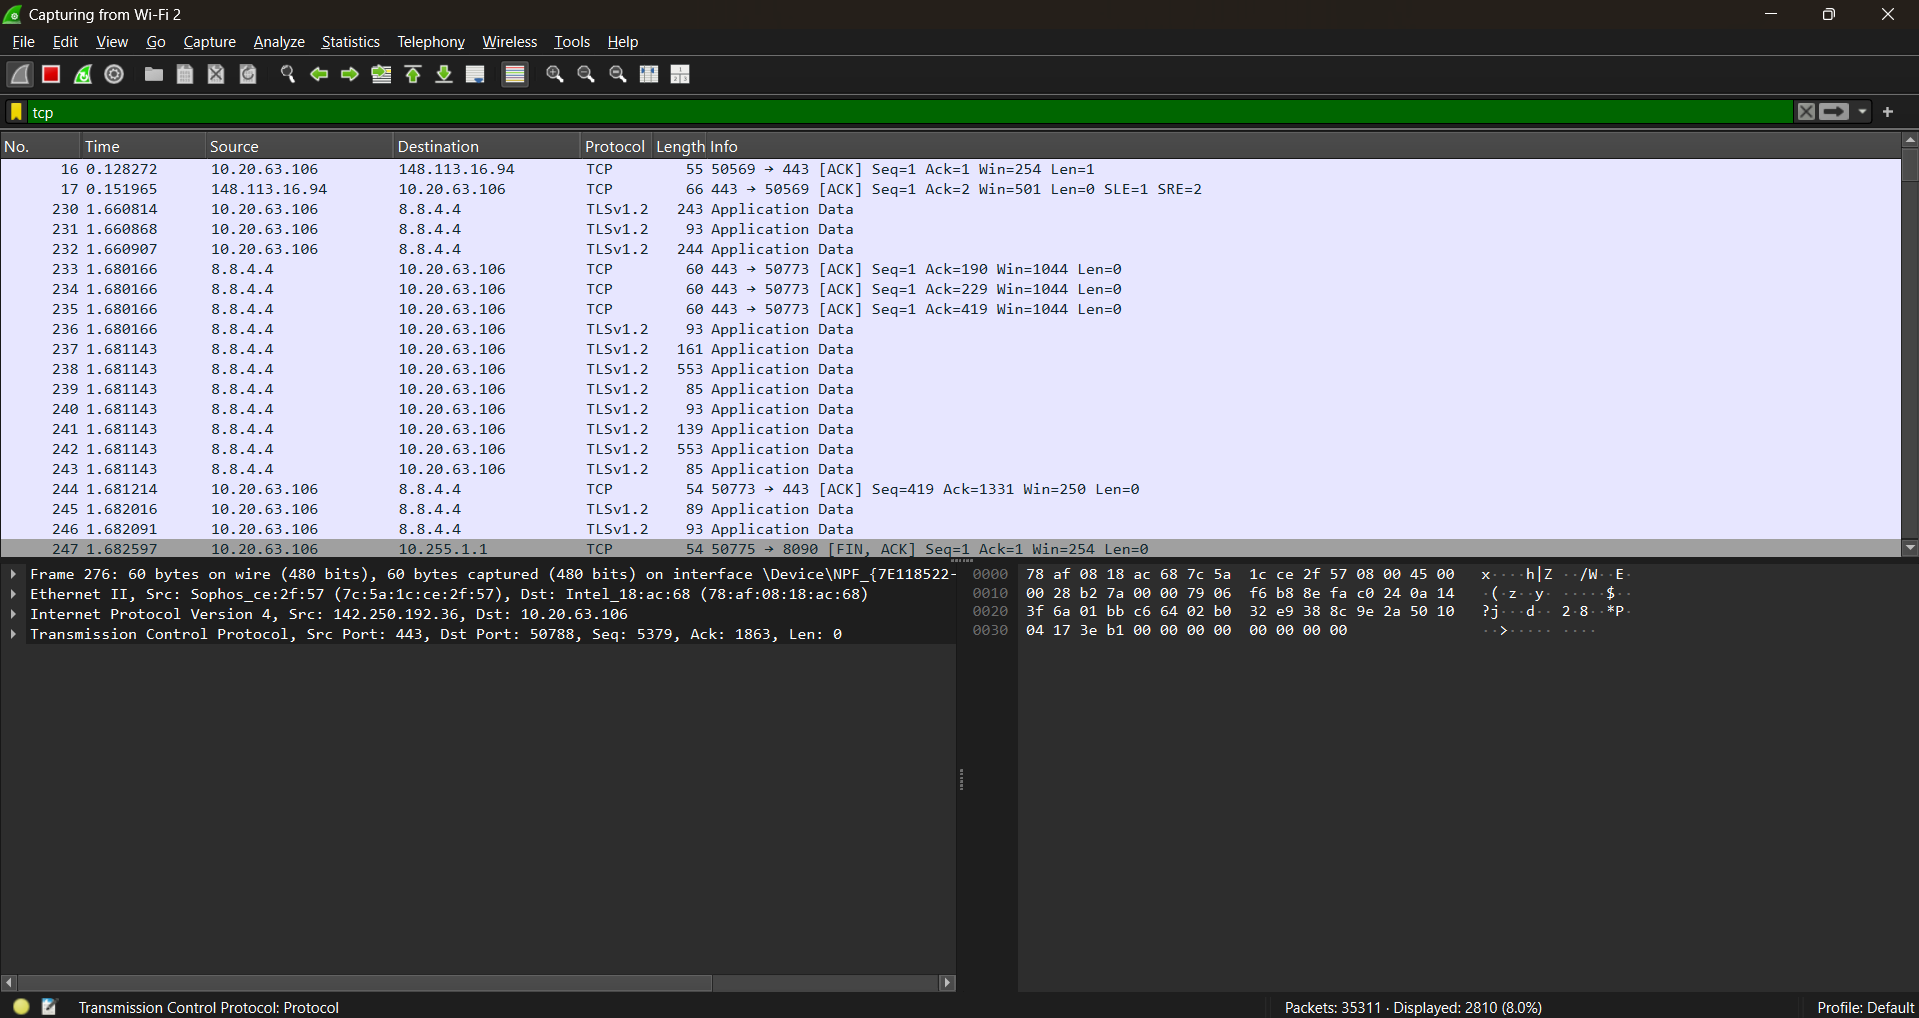 Capturing from Wi-Fi 2
File Edit View Go Capture Analyze Statistics Telephony Wireless Tools Help
tcp
No. Time Source Destination Protocol Length Info
16 0.128272 10.20.63.106 148.113.16.94 TCP 55 50569 → 443 [ACK] Seq=1 Ack=1 Win=254 Len=1
17 0.151965 148.113.16.94 10.20.63.106 TCP 66 443 → 50569 [ACK] Seq=1 Ack=2 Win=501 Len=0 SLE=1 SRE=2
230 1.660814 10.20.63.106 8.8.4.4 TLSv1.2 243 Application Data
231 1.660868 10.20.63.106 8.8.4.4 TLSv1.2 93 Application Data
232 1.660907 10.20.63.106 8.8.4.4 TLSv1.2 244 Application Data
233 1.680166 8.8.4.4 10.20.63.106 TCP 60 443 → 50773 [ACK] Seq=1 Ack=190 Win=1044 Len=0
234 1.680166 8.8.4.4 10.20.63.106 TCP 60 443 → 50773 [ACK] Seq=1 Ack=229 Win=1044 Len=0
235 1.680166 8.8.4.4 10.20.63.106 TCP 60 443 → 50773 [ACK] Seq=1 Ack=419 Win=1044 Len=0
236 1.680166 8.8.4.4 10.20.63.106 TLSv1.2 93 Application Data
237 1.681143 8.8.4.4 10.20.63.106 TLSv1.2 161 Application Data
238 1.681143 8.8.4.4 10.20.63.106 TLSv1.2 553 Application Data
239 1.681143 8.8.4.4 10.20.63.106 TLSv1.2 85 Application Data
240 1.681143 8.8.4.4 10.20.63.106 TLSv1.2 93 Application Data
241 1.681143 8.8.4.4 10.20.63.106 TLSv1.2 139 Application Data
242 1.681143 8.8.4.4 10.20.63.106 TLSv1.2 553 Application Data
243 1.681143 8.8.4.4 10.20.63.106 TLSv1.2 85 Application Data
244 1.681214 10.20.63.106 8.8.4.4 TCP 54 50773 → 443 [ACK] Seq=419 Ack=1331 Win=250 Len=0
245 1.682016 10.20.63.106 8.8.4.4 TLSv1.2 89 Application Data
246 1.682091 10.20.63.106 8.8.4.4 TLSv1.2 93 Application Data
247 1.682597 10.20.63.106 10.255.1.1 TCP 54 50775 → 8090 [FIN, ACK] Seq=1 Ack=1 Win=254 Len=0
Frame 276: 60 bytes on wire (480 bits), 60 bytes captured (480 bits) on interface \Device\NPF_{7E118522-
Ethernet II, Src: Sophos_ce:2f:57 (7c:5a:1c:ce:2f:57), Dst: Intel_18:ac:68 (78:af:08:18:ac:68)
Internet Protocol Version 4, Src: 142.250.192.36, Dst: 10.20.63.106
Transmission Control Protocol, Src Port: 443, Dst Port: 50788, Seq: 5379, Ack: 1863, Len: 0
0000 78 af 08 18 ac 68 7c 5a 1c ce 2f 57 08 00 45 00 x····h|Z ··/W··E·
0010 00 28 b2 7a 00 00 79 06 f6 b8 8e fa c0 24 0a 14 ·(·z··y· ·····$··
0020 3f 6a 01 bb c6 64 02 b0 32 e9 38 8c 9e 2a 50 10 ?j···d·· 2·8··*P·
0030 04 17 3e b1 00 00 00 00 00 00 00 00 ··>····· ····
Transmission Control Protocol: Protocol
Packets: 35311 · Displayed: 2810 (8.0%)
Profile: Default